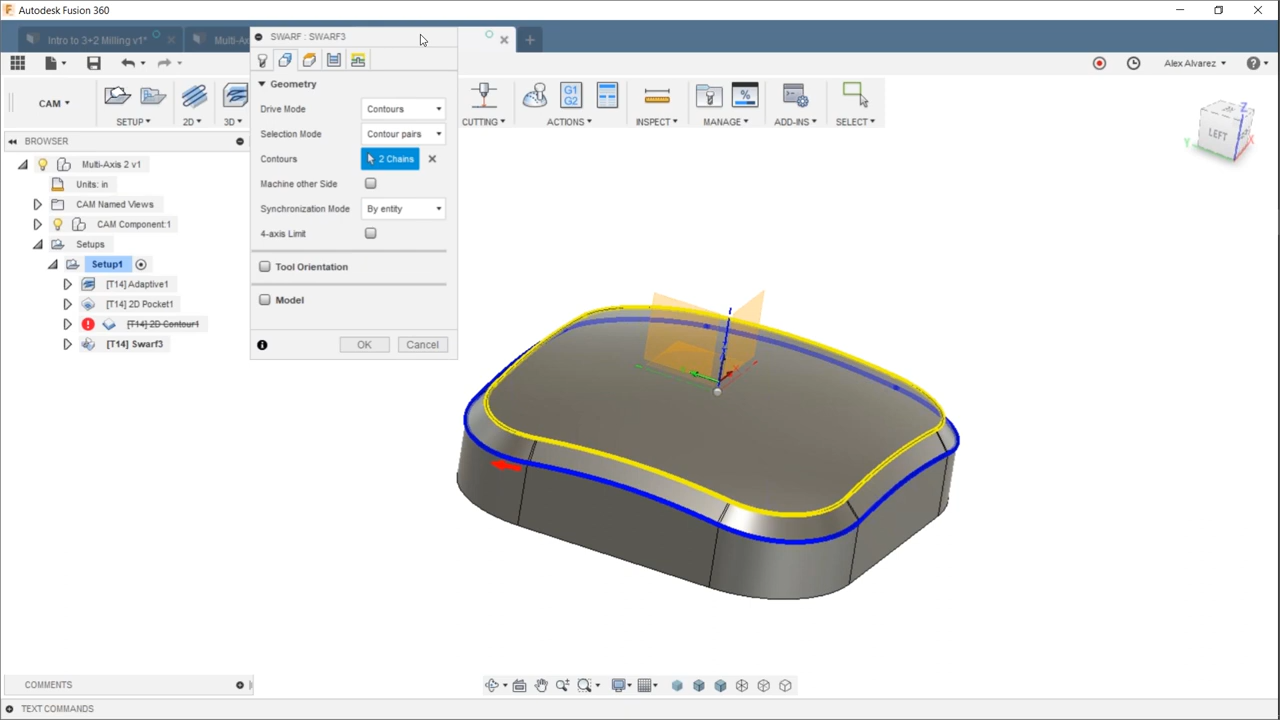 Autodesk Fusion 360
Intro to 3+2 Milling v1*
Multi-Ax
SWARF : SWARF3
Alex Alvarez
CAM
SETUP
2D
3D
CUTTING
ACTIONS
INSPECT
MANAGE
ADD-INS
SELECT
G1
G2
%
BROWSER
Multi-Axis 2 v1
Units: in
CAM Named Views
CAM Component:1
Setups
Setup1
[T14] Adaptive1
[T14] 2D Pocket1
[T14] 2D Contour1
[T14] Swarf3
Geometry
Drive Mode Contours
Selection Mode Contour pairs
Contours 2 Chains
Machine other Side
Synchronization Mode By entity
4-axis Limit
Tool Orientation
Model
OK Cancel
Z
LEFT
Y
X
COMMENTS
TEXT COMMANDS